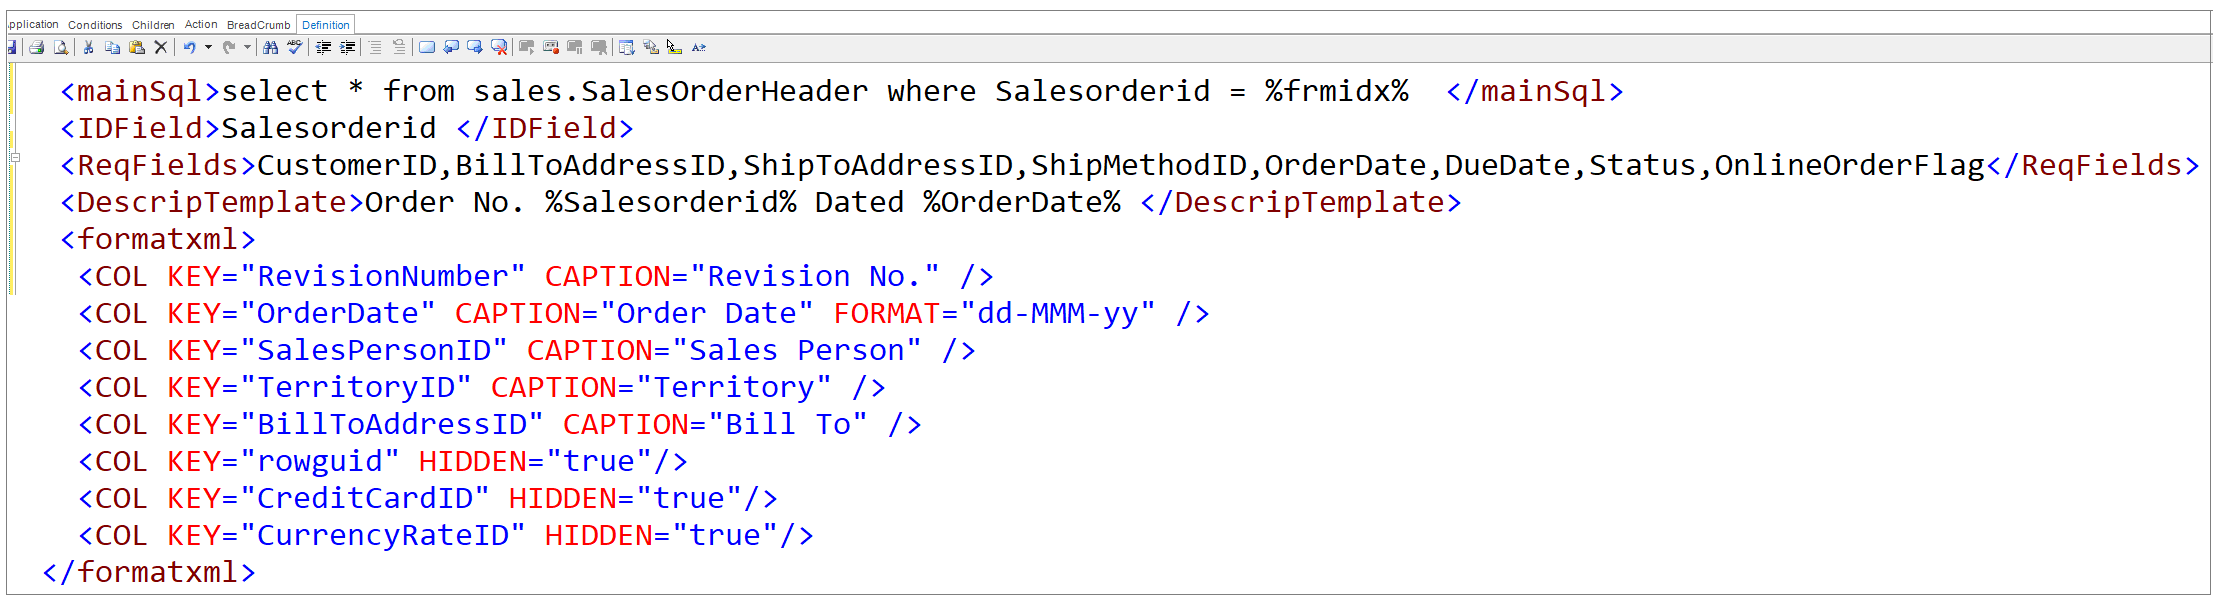 pplication Conditions Children Action BreadCrumb Definition
<mainSql>select * from sales.SalesOrderHeader where Salesorderid = %frmidx%  </mainSql>
<IDField>Salesorderid </IDField>
<ReqFields>CustomerID,BillToAddressID,ShipToAddressID,ShipMethodID,OrderDate,DueDate,Status,OnlineOrderFlag</ReqFields>
<DescripTemplate>Order No. %Salesorderid% Dated %OrderDate% </DescripTemplate>
<formatxml>
<COL KEY="RevisionNumber" CAPTION="Revision No." />
<COL KEY="OrderDate" CAPTION="Order Date" FORMAT="dd-MMM-yy" />
<COL KEY="SalesPersonID" CAPTION="Sales Person" />
<COL KEY="TerritoryID" CAPTION="Territory" />
<COL KEY="BillToAddressID" CAPTION="Bill To" />
<COL KEY="rowguid" HIDDEN="true"/>
<COL KEY="CreditCardID" HIDDEN="true"/>
<COL KEY="CurrencyRateID" HIDDEN="true"/>
</formatxml>